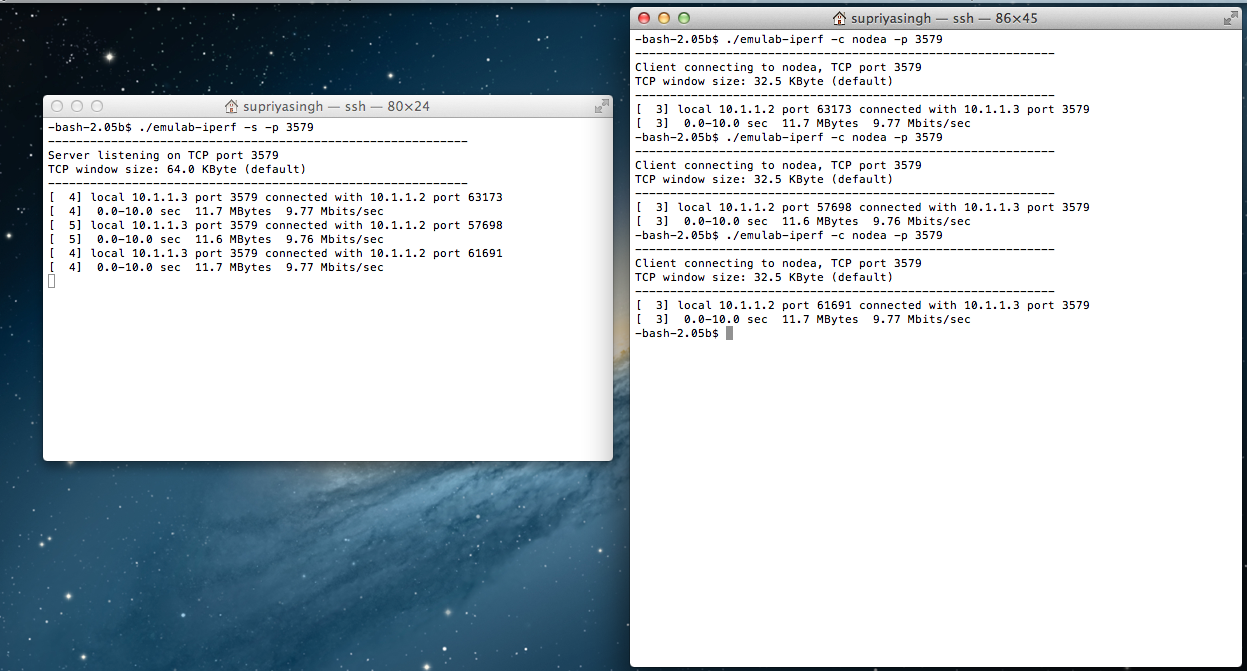 supriyasingh — ssh — 80×24
-bash-2.05b$ ./emulab-iperf -s -p 3579
------------------------------------------------------------
Server listening on TCP port 3579
TCP window size: 64.0 KByte (default)
------------------------------------------------------------
[  4] local 10.1.1.3 port 3579 connected with 10.1.1.2 port 63173
[  4]  0.0-10.0 sec  11.7 MBytes  9.77 Mbits/sec
[  5] local 10.1.1.3 port 3579 connected with 10.1.1.2 port 57698
[  5]  0.0-10.0 sec  11.6 MBytes  9.76 Mbits/sec
[  4] local 10.1.1.3 port 3579 connected with 10.1.1.2 port 61691
[  4]  0.0-10.0 sec  11.7 MBytes  9.77 Mbits/sec
supriyasingh — ssh — 86×45
-bash-2.05b$ ./emulab-iperf -c nodea -p 3579
------------------------------------------------------------
Client connecting to nodea, TCP port 3579
TCP window size: 32.5 KByte (default)
------------------------------------------------------------
[  3] local 10.1.1.2 port 63173 connected with 10.1.1.3 port 3579
[  3]  0.0-10.0 sec  11.7 MBytes  9.77 Mbits/sec
-bash-2.05b$ ./emulab-iperf -c nodea -p 3579
------------------------------------------------------------
Client connecting to nodea, TCP port 3579
TCP window size: 32.5 KByte (default)
------------------------------------------------------------
[  3] local 10.1.1.2 port 57698 connected with 10.1.1.3 port 3579
[  3]  0.0-10.0 sec  11.6 MBytes  9.76 Mbits/sec
-bash-2.05b$ ./emulab-iperf -c nodea -p 3579
------------------------------------------------------------
Client connecting to nodea, TCP port 3579
TCP window size: 32.5 KByte (default)
------------------------------------------------------------
[  3] local 10.1.1.2 port 61691 connected with 10.1.1.3 port 3579
[  3]  0.0-10.0 sec  11.7 MBytes  9.77 Mbits/sec
-bash-2.05b$